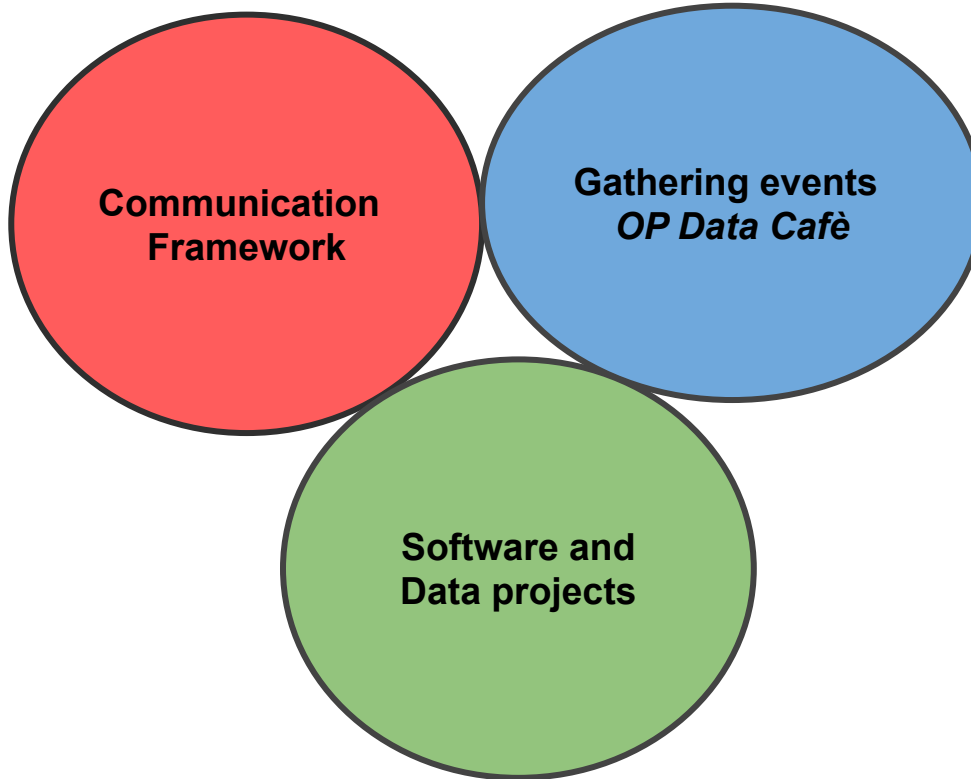 Communication
Framework
Gathering events
OP Data Cafè
Software and
Data projects